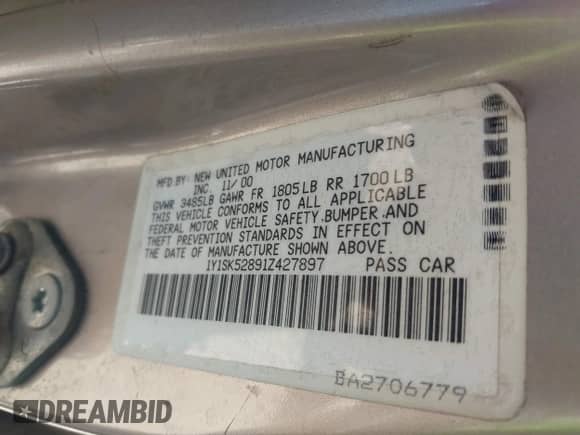 MFD.BY: NEW UNITED MOTOR MANUFACTURING
INC. 11/00
GVWR 3485LB GAWR FR 1805LB RR 1700LB
THIS VEHICLE CONFORMS TO ALL APPLICABLE
FEDERAL MOTOR VEHICLE SAFETY,BUMPER,AND
THEFT PREVENTION STANDARDS IN EFFECT ON
THE DATE OF MANUFACTURE SHOWN ABOVE.
1Y1SK52891Z427897 PASS CAR
BA2706779
DREAMBID